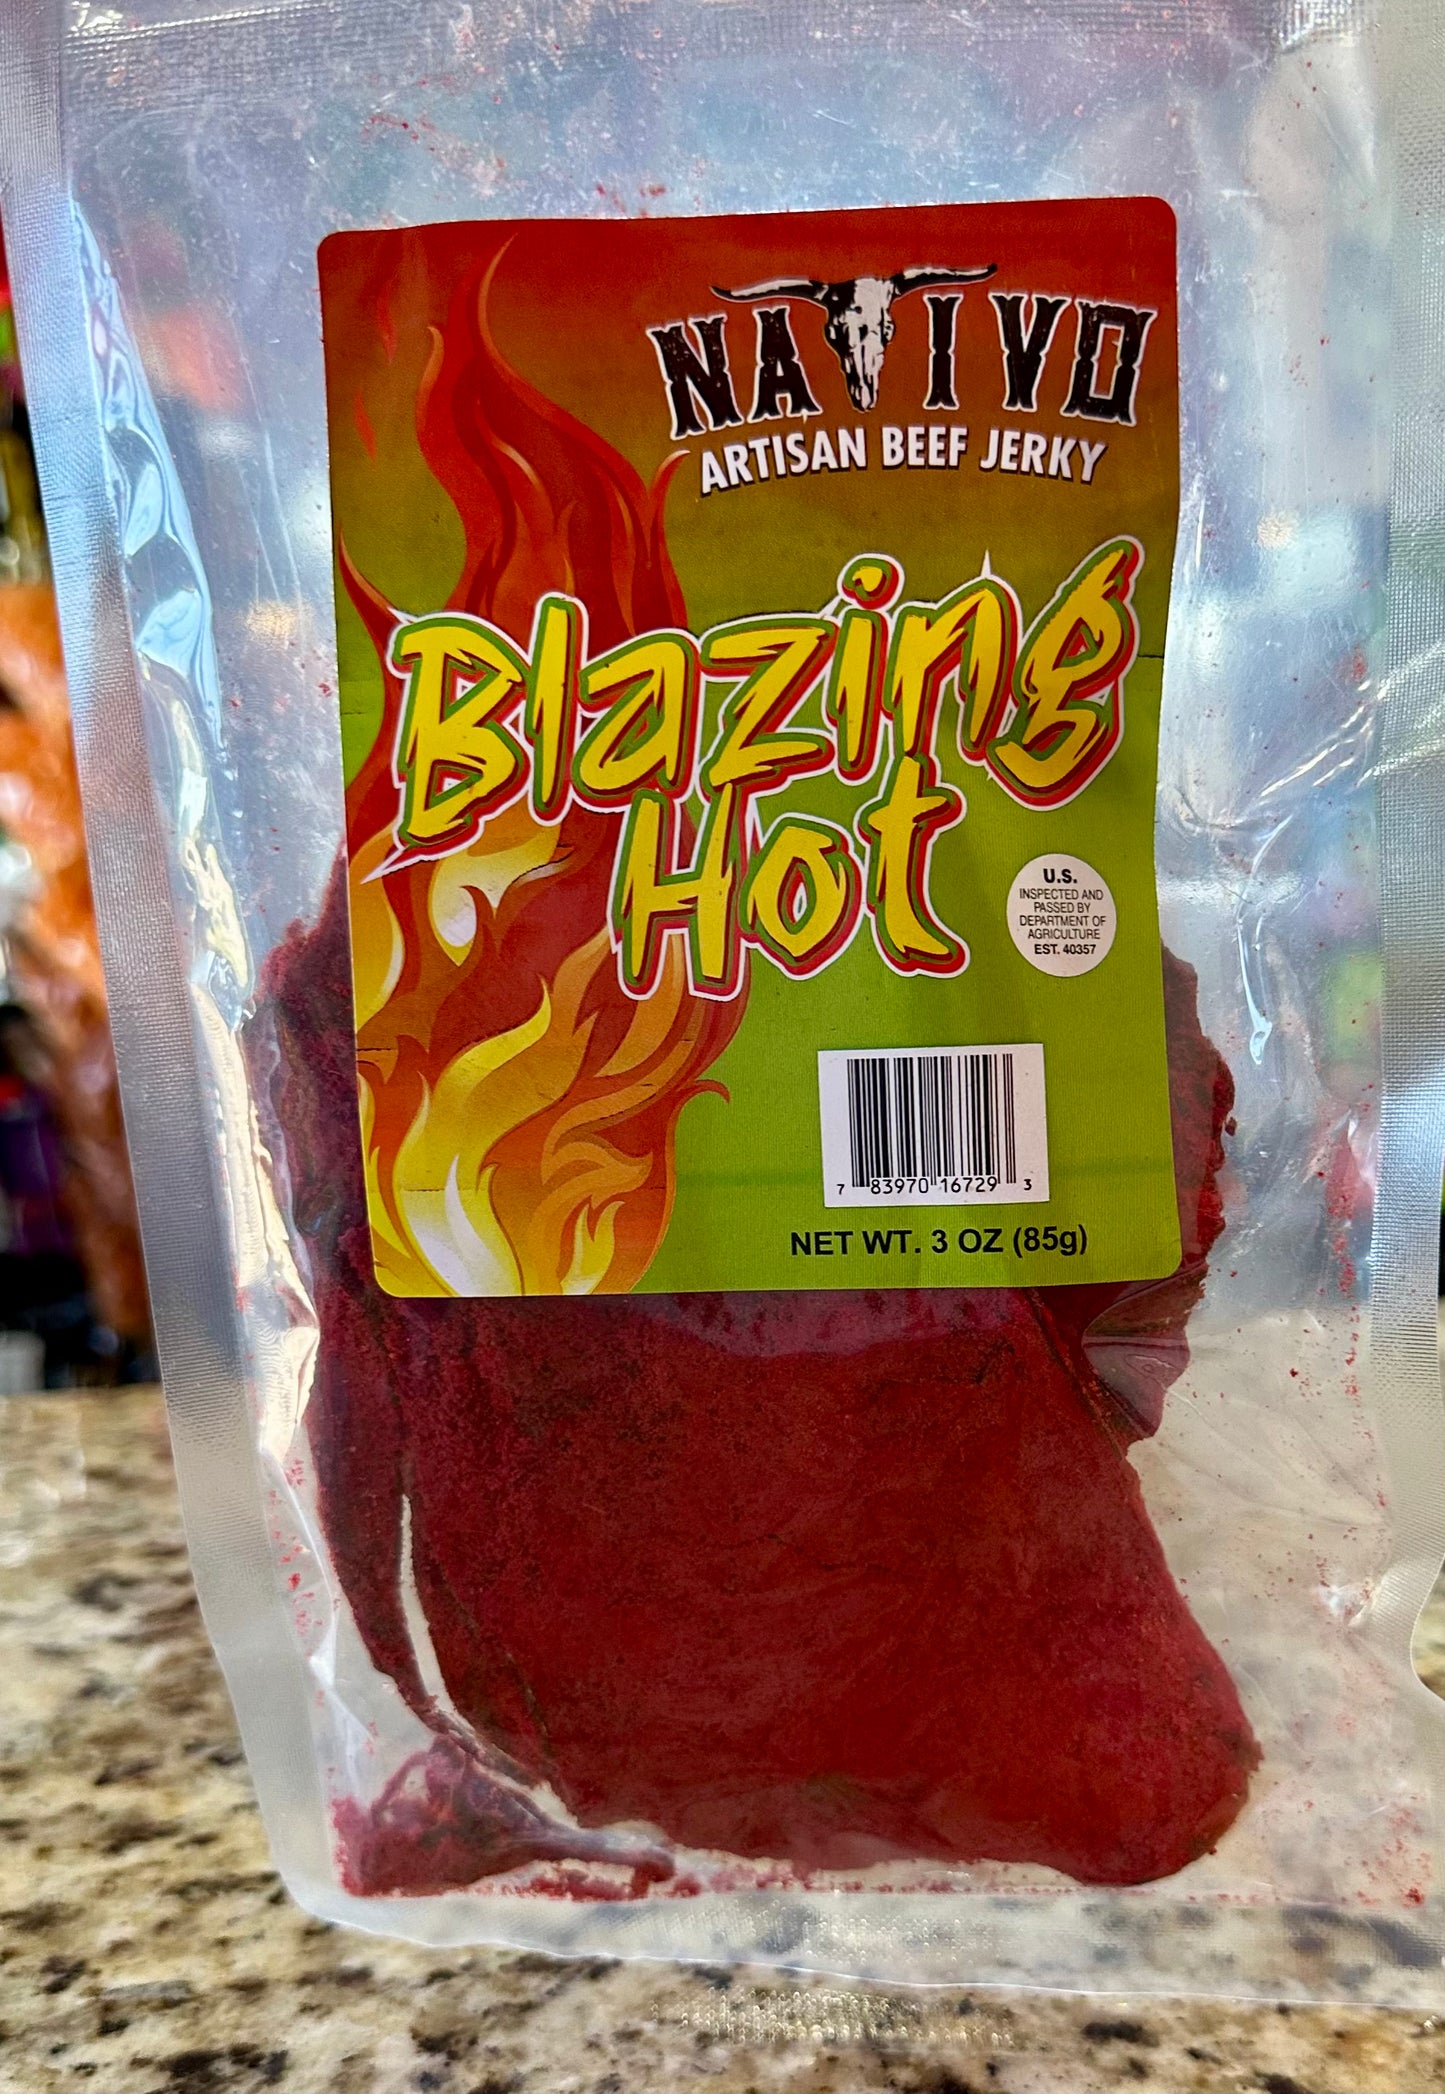 NATIVO
ARTISAN BEEF JERKY
Blazing
Hot
U.S.
INSPECTED AND
PASSED BY
DEPARTMENT OF
AGRICULTURE
EST. 40357
7 83970 16729 3
NET WT. 3 OZ (85g)